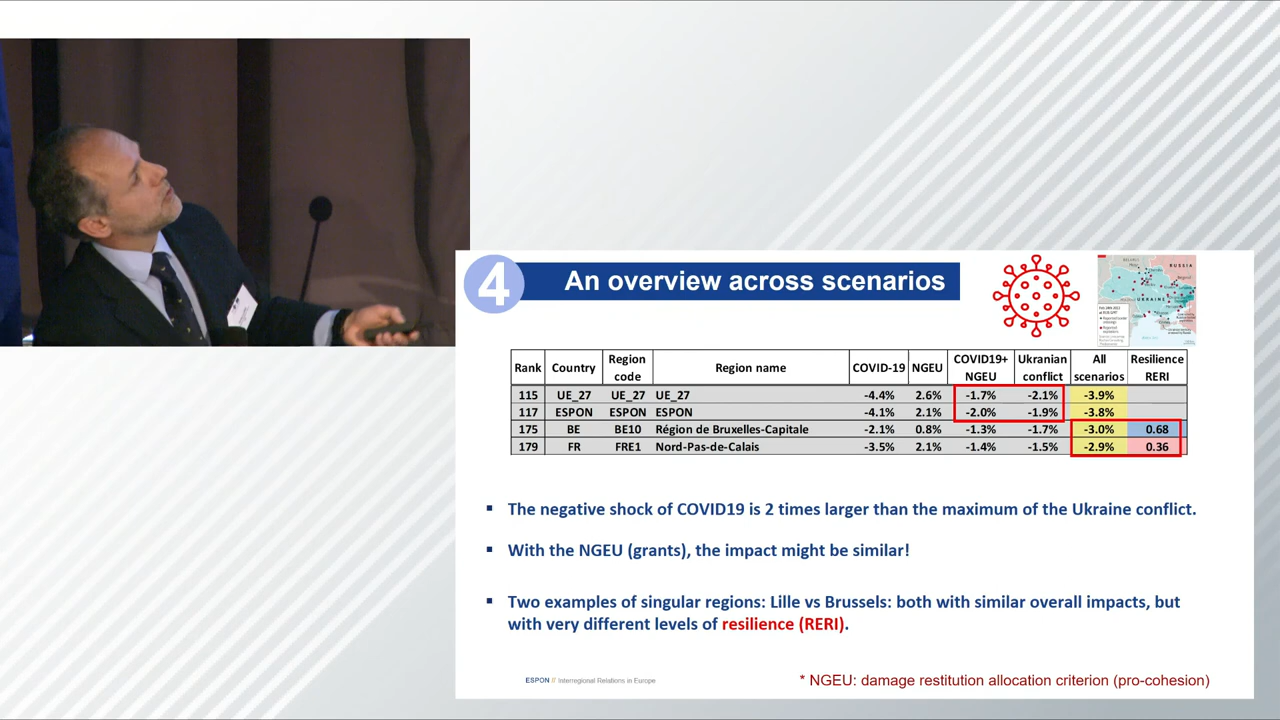 4
An overview across scenarios
RUSSIA
UKRAINE
Rank Country Region code Region name COVID-19 NGEU COVID19+ NGEU Ukranian conflict All scenarios Resilience RERI
115 UE_27 UE_27 UE_27 -4.4% 2.6% -1.7% -2.1% -3.9%
117 ESPON ESPON ESPON -4.1% 2.1% -2.0% -1.9% -3.8%
175 BE BE10 Région de Bruxelles-Capitale -2.1% 0.8% -1.3% -1.7% -3.0% 0.68
179 FR FRE1 Nord-Pas-de-Calais -3.5% 2.1% -1.4% -1.5% -2.9% 0.36
▪ The negative shock of COVID19 is 2 times larger than the maximum of the Ukraine conflict.
▪ With the NGEU (grants), the impact might be similar!
▪ Two examples of singular regions: Lille vs Brussels: both with similar overall impacts, but
with very different levels of resilience (RERI).
ESPON // Interregional Relations in Europe
* NGEU: damage restitution allocation criterion (pro-cohesion)